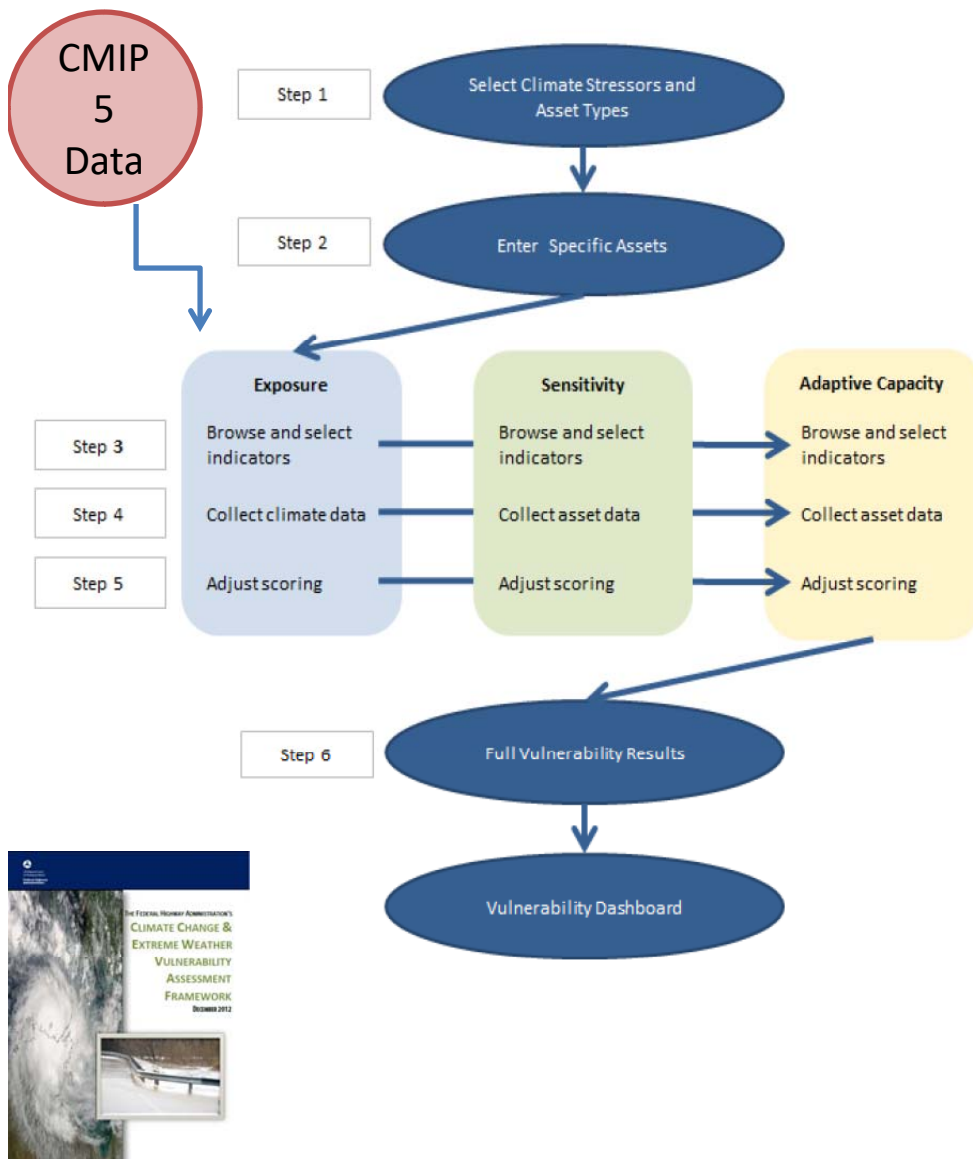 CMIP
5
Data
Step 1
Select Climate Stressors and
Asset Types
Step 2
Enter Specific Assets
Exposure
Sensitivity
Adaptive Capacity
Step 3
Browse and select
indicators
Browse and select
indicators
Browse and select
indicators
Step 4
Collect climate data
Collect asset data
Collect asset data
Step 5
Adjust scoring
Adjust scoring
Adjust scoring
Step 6
Full Vulnerability Results
Vulnerability Dashboard
THE FEDERAL HIGHWAY ADMINISTRATION'S
CLIMATE CHANGE &
EXTREME WEATHER
VULNERABILITY
ASSESSMENT
FRAMEWORK
DECEMBER 2012